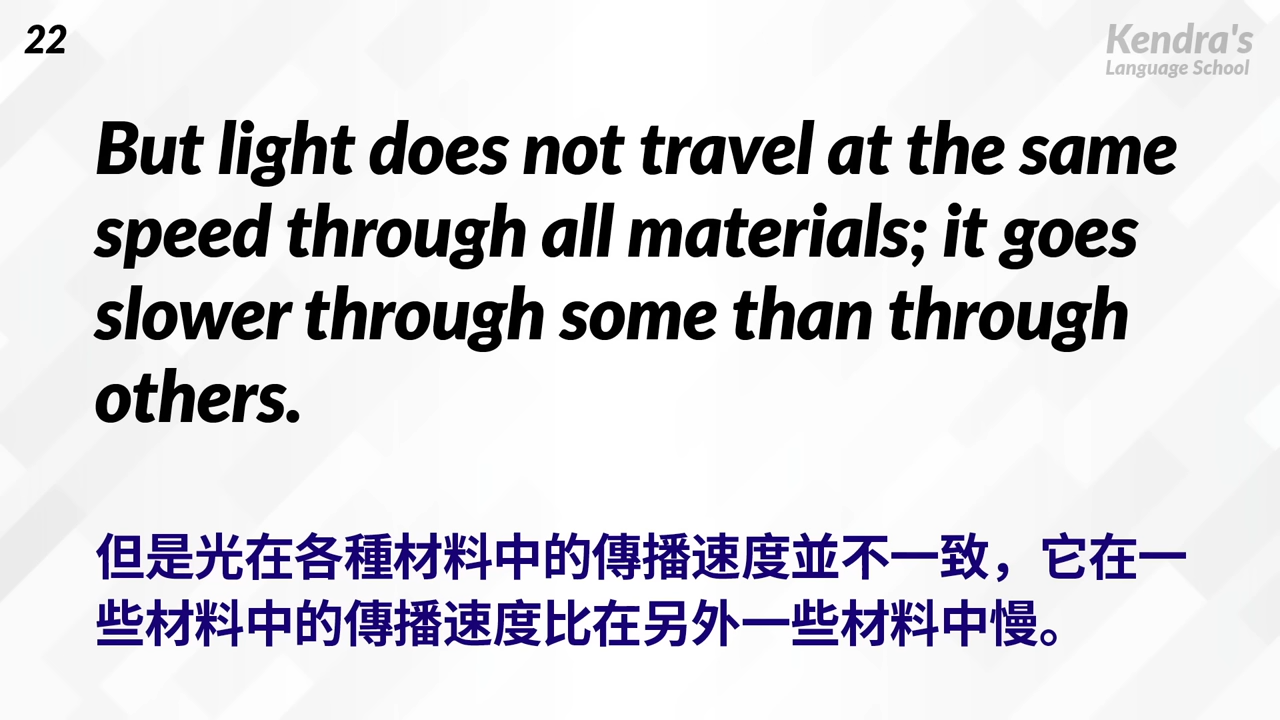 22
Kendra's
Language School
But light does not travel at the same
speed through all materials; it goes
slower through some than through
others.
但是光在各種材料中的傳播速度並不一致，它在一
些材料中的傳播速度比在另外一些材料中慢。